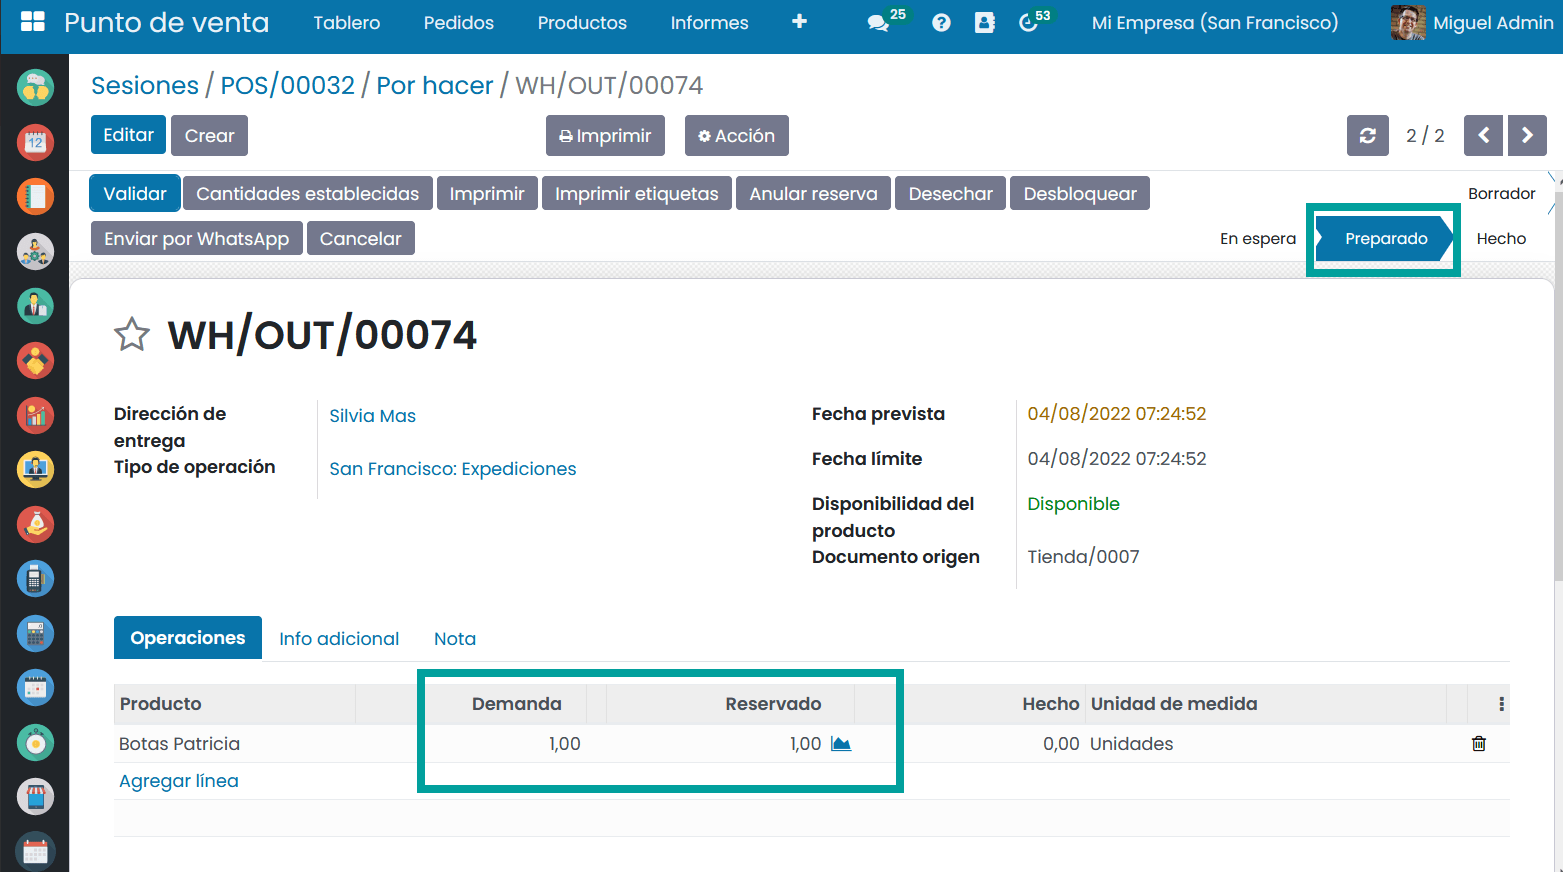 Punto de venta Tablero Pedidos Productos Informes 25 53 Mi Empresa (San Francisco) Miguel Admin
Sesiones / POS/00032 / Por hacer / WH/OUT/00074
Editar Crear Imprimir Acción 2 / 2
Validar Cantidades establecidas Imprimir Imprimir etiquetas Anular reserva Desechar Desbloquear Borrador
Enviar por WhatsApp Cancelar En espera Preparado Hecho
WH/OUT/00074
Dirección de entrega Silvia Mas
Tipo de operación San Francisco: Expediciones
Fecha prevista 04/08/2022 07:24:52
Fecha límite 04/08/2022 07:24:52
Disponibilidad del producto Disponible
Documento origen Tienda/0007
Operaciones Info adicional Nota
Producto Demanda Reservado Hecho Unidad de medida
Botas Patricia 1,00 1,00 0,00 Unidades
Agregar línea
12